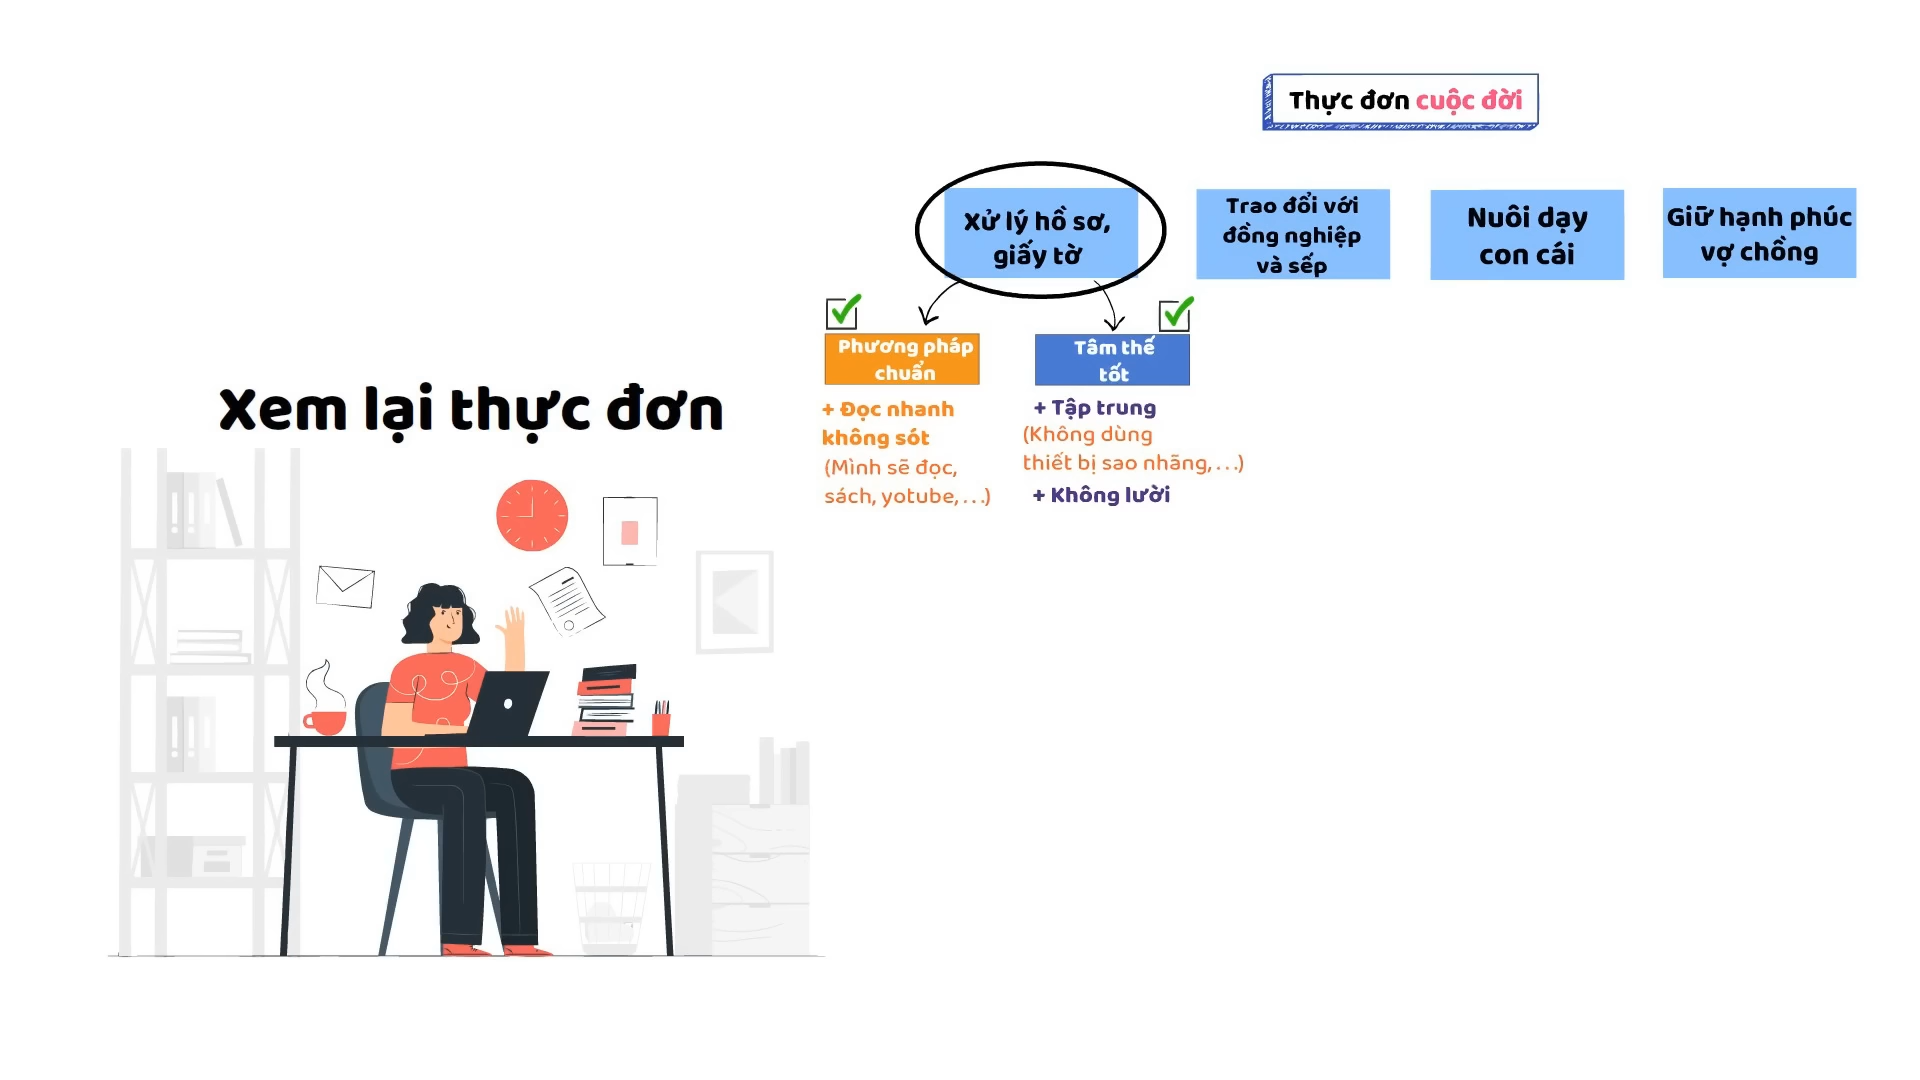 Thực đơn cuộc đời
Xử lý hồ sơ,
giấy tờ
Trao đổi với
đồng nghiệp
và sếp
Nuôi dạy
con cái
Giữ hạnh phúc
vợ chồng
Phương pháp
chuẩn
+ Đọc nhanh
không sót
(Mình sẽ đọc,
sách, yotube,...)
Tâm thế
tốt
+ Tập trung
(Không dùng
thiết bị sao nhãng,...)
+ Không lười
Xem lại thực đơn